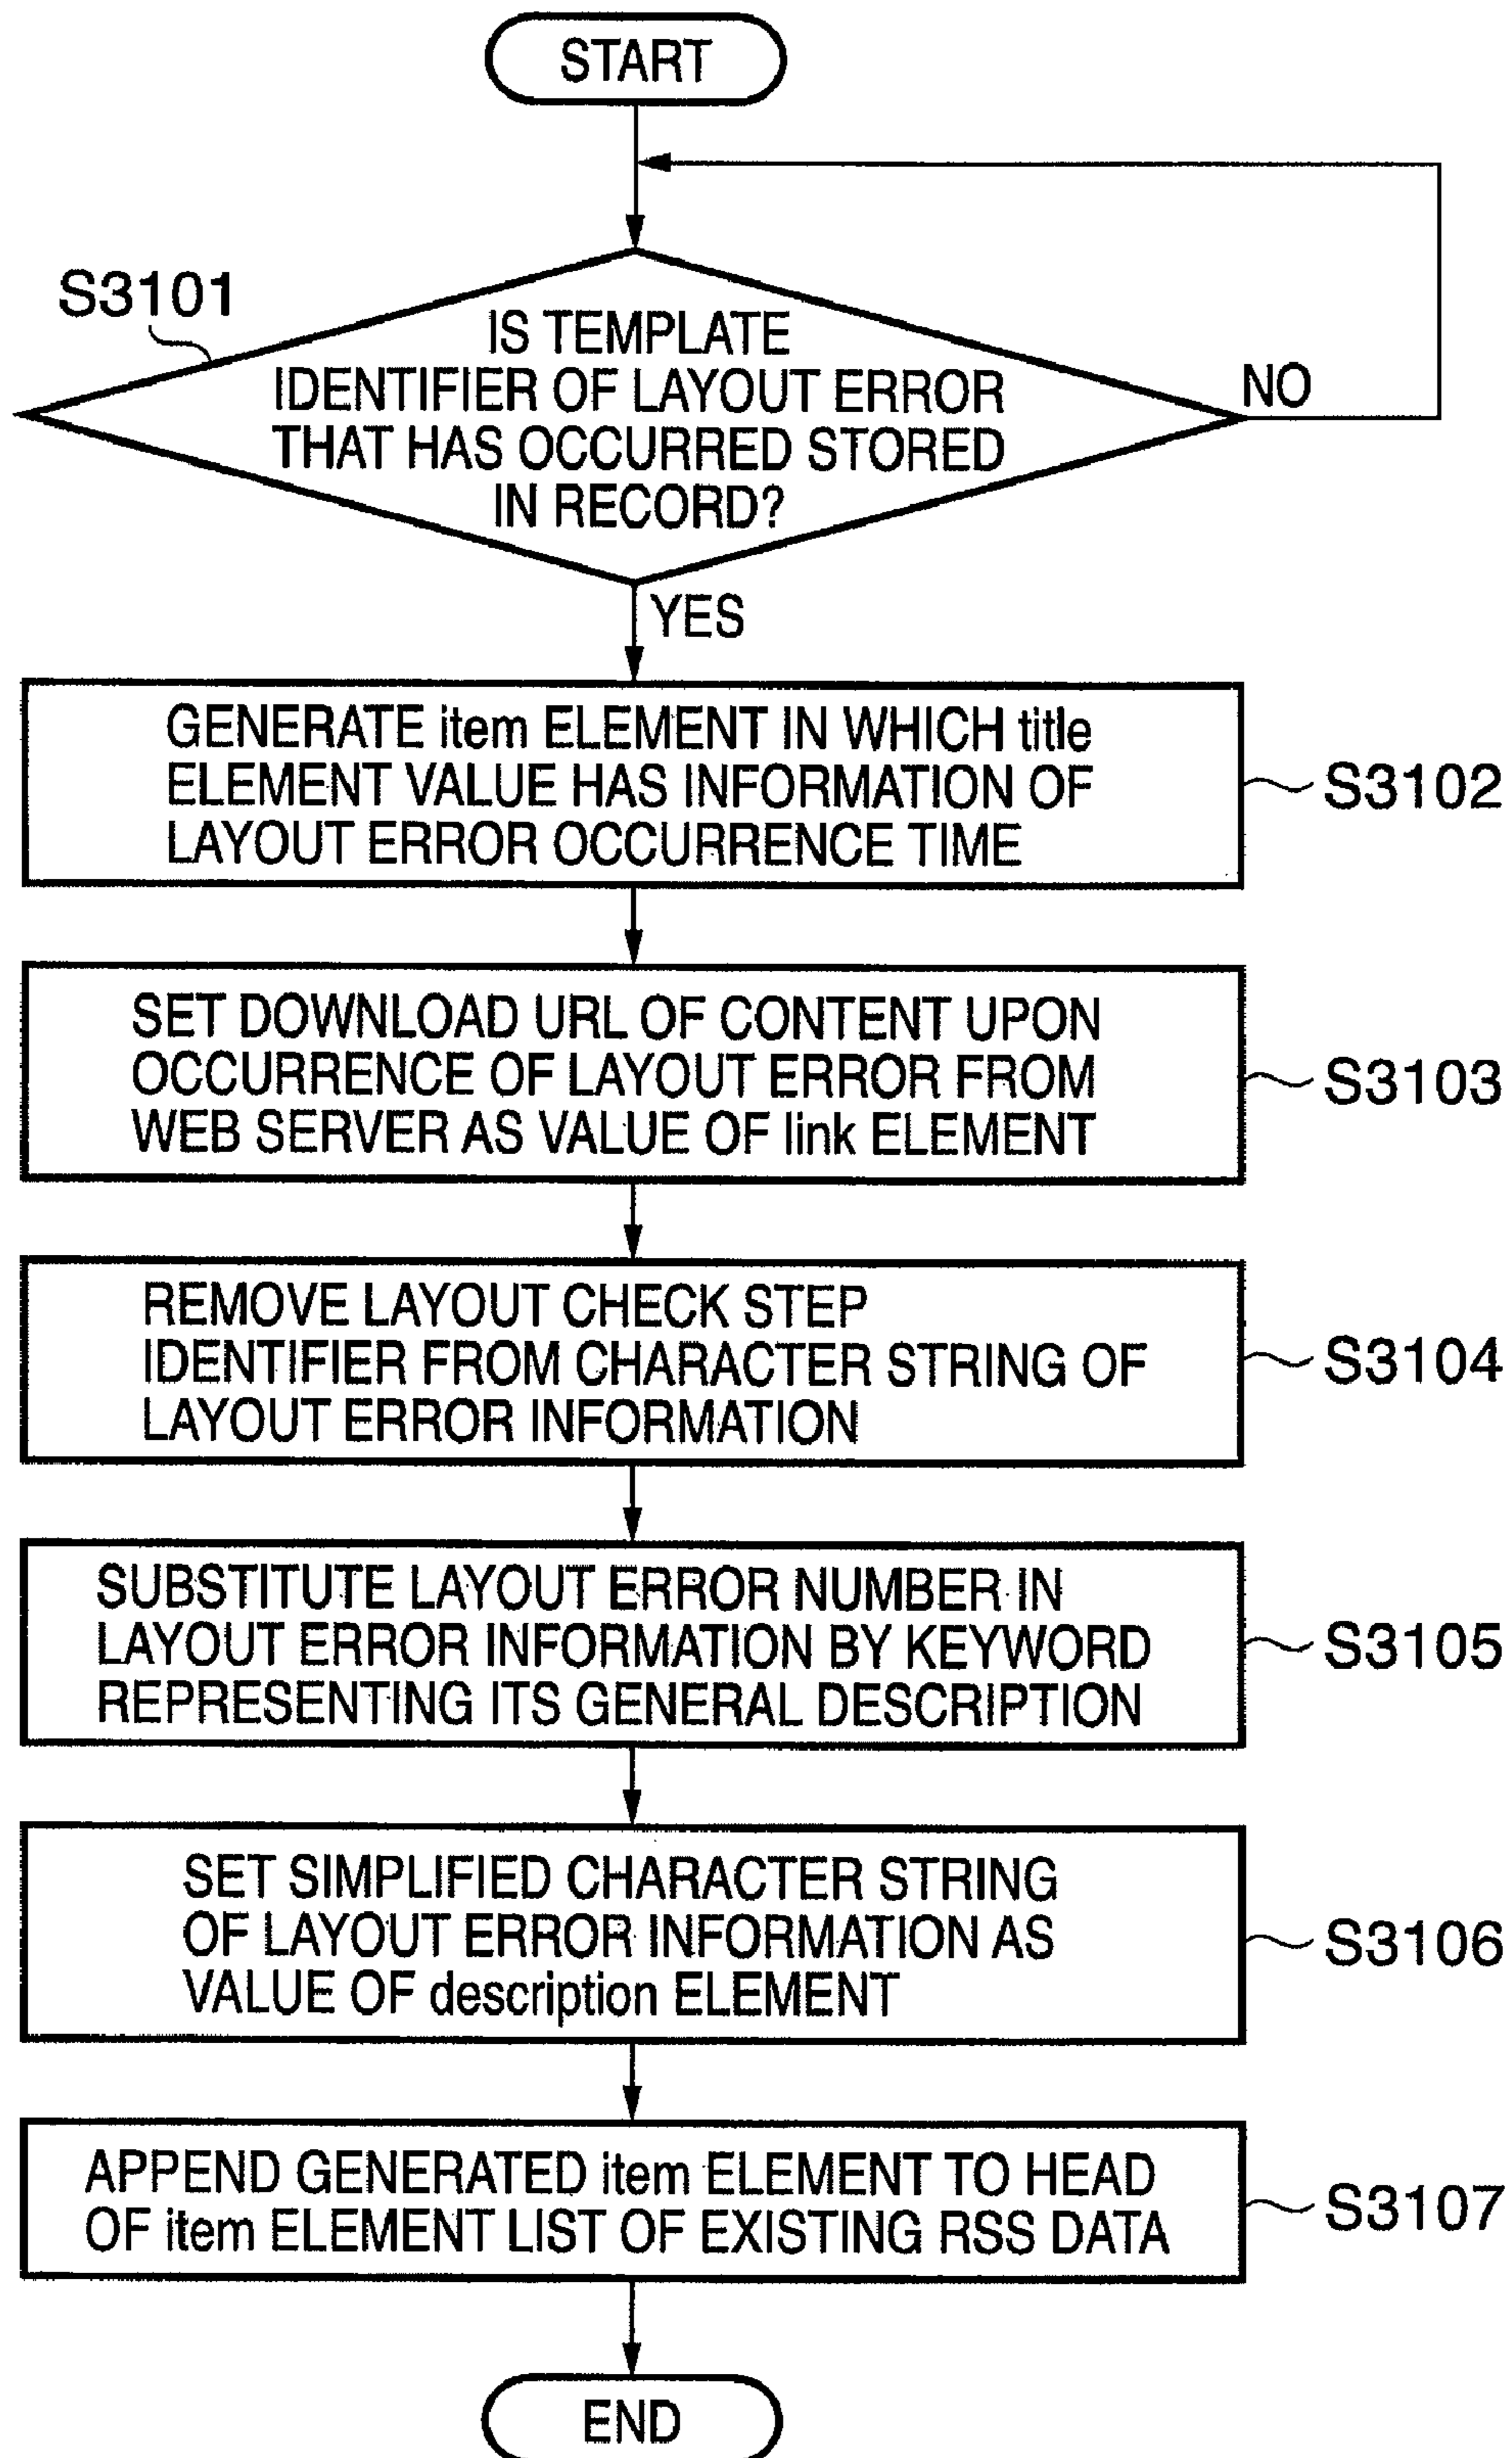 START
S3101
IS TEMPLATE
IDENTIFIER OF LAYOUT ERROR
THAT HAS OCCURRED STORED
IN RECORD?
NO
YES
GENERATE item ELEMENT IN WHICH title
ELEMENT VALUE HAS INFORMATION OF
LAYOUT ERROR OCCURRENCE TIME
S3102
SET DOWNLOAD URL OF CONTENT UPON
OCCURRENCE OF LAYOUT ERROR FROM
WEB SERVER AS VALUE OF link ELEMENT
S3103
REMOVE LAYOUT CHECK STEP
IDENTIFIER FROM CHARACTER STRING OF
LAYOUT ERROR INFORMATION
S3104
SUBSTITUTE LAYOUT ERROR NUMBER IN
LAYOUT ERROR INFORMATION BY KEYWORD
REPRESENTING ITS GENERAL DESCRIPTION
S3105
SET SIMPLIFIED CHARACTER STRING
OF LAYOUT ERROR INFORMATION AS
VALUE OF description ELEMENT
S3106
APPEND GENERATED item ELEMENT TO HEAD
OF item ELEMENT LIST OF EXISTING RSS DATA
S3107
END